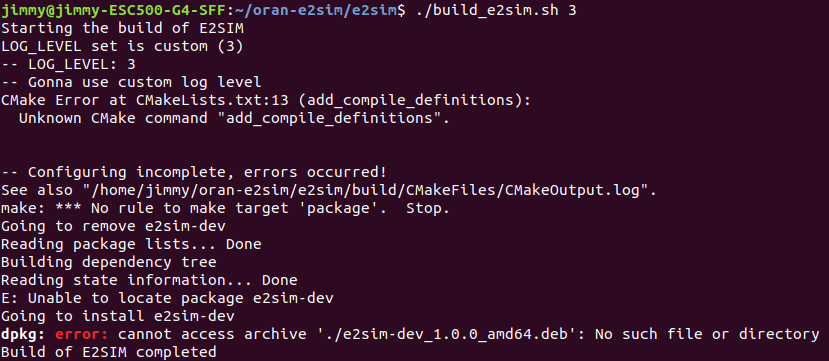 jimmy@jimmy-ESC500-G4-SFF:~/oran-e2sim/e2sim$ ./build_e2sim.sh 3
Starting the build of E2SIM
LOG_LEVEL set is custom (3)
-- LOG_LEVEL: 3
-- Gonna use custom log level
CMake Error at CMakeLists.txt:13 (add_compile_definitions):
  Unknown CMake command "add_compile_definitions".
-- Configuring incomplete, errors occurred!
See also "/home/jimmy/oran-e2sim/e2sim/build/CMakeFiles/CMakeOutput.log".
make: *** No rule to make target 'package'.  Stop.
Going to remove e2sim-dev
Reading package lists... Done
Building dependency tree
Reading state information... Done
E: Unable to locate package e2sim-dev
Going to install e2sim-dev
dpkg: error: cannot access archive './e2sim-dev_1.0.0_amd64.deb': No such file or directory
Build of E2SIM completed